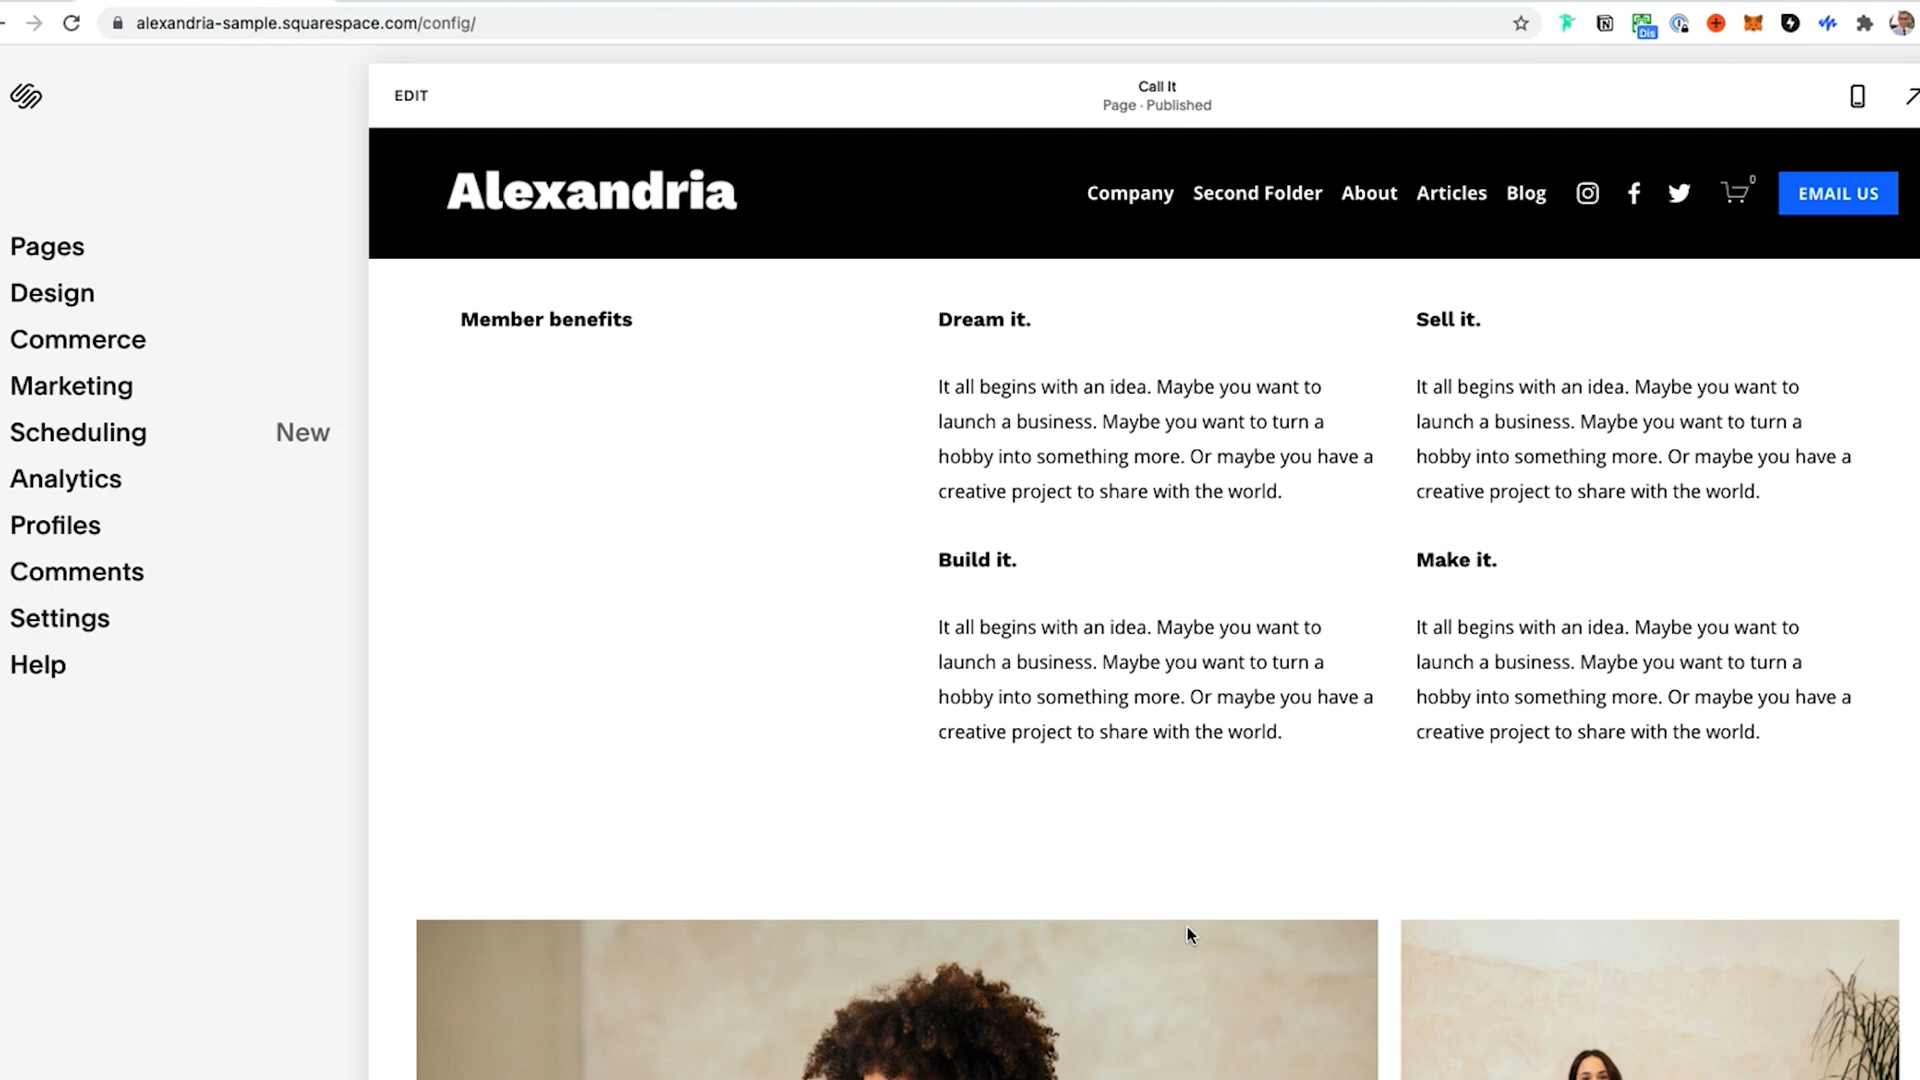 alexandria-sample.squarespace.com/config/
Dis
EDIT
Call It
Page · Published
Pages
Design
Commerce
Marketing
Scheduling New
Analytics
Profiles
Comments
Settings
Help
Alexandria
Company Second Folder About Articles Blog 0 EMAIL US
Member benefits
Dream it.
It all begins with an idea. Maybe you want to
launch a business. Maybe you want to turn a
hobby into something more. Or maybe you have a
creative project to share with the world.
Sell it.
It all begins with an idea. Maybe you want to
launch a business. Maybe you want to turn a
hobby into something more. Or maybe you have a
creative project to share with the world.
Build it.
It all begins with an idea. Maybe you want to
launch a business. Maybe you want to turn a
hobby into something more. Or maybe you have a
creative project to share with the world.
Make it.
It all begins with an idea. Maybe you want to
launch a business. Maybe you want to turn a
hobby into something more. Or maybe you have a
creative project to share with the world.